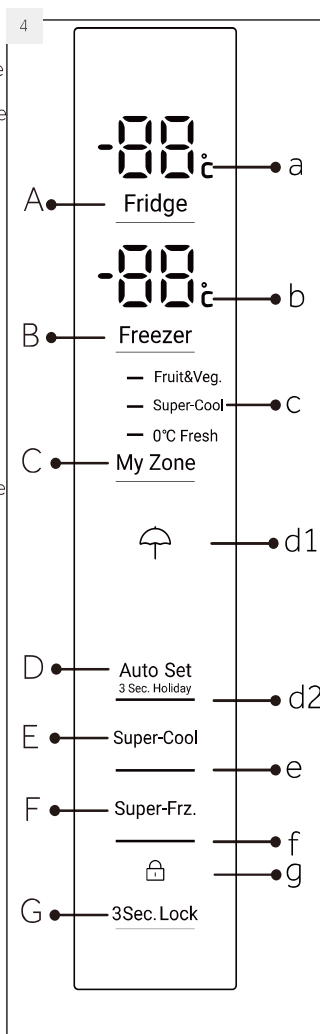 4
-88°C
a
A
Fridge
-88°C
b
B
Freezer
Fruit&Veg.
Super-Cool
c
0°C Fresh
C
My Zone
d1
D
Auto Set
3 Sec. Holiday
d2
E
Super-Cool
e
F
Super-Frz.
f
g
G
3Sec. Lock